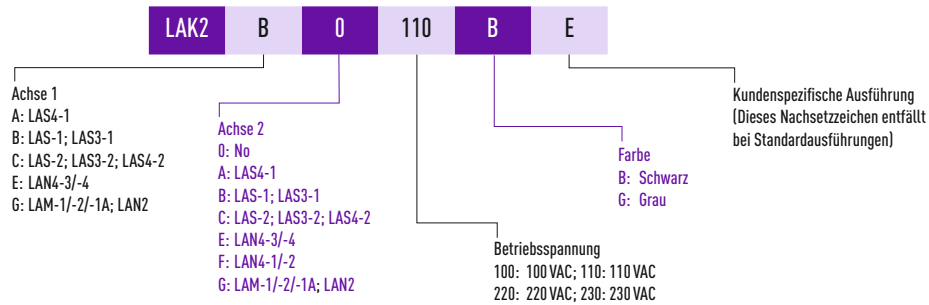 LAK2 B 0 110 B E
Achse 1
A: LAS4-1
B: LAS-1; LAS3-1
C: LAS-2; LAS3-2; LAS4-2
E: LAN4-3/-4
G: LAM-1/-2/-1A; LAN2
Achse 2
0: No
A: LAS4-1
B: LAS-1; LAS3-1
C: LAS-2; LAS3-2; LAS4-2
E: LAN4-3/-4
F: LAN4-1/-2
G: LAM-1/-2/-1A; LAN2
Betriebsspannung
100: 100 VAC; 110: 110 VAC
220: 220 VAC; 230: 230 VAC
Farbe
B: Schwarz
G: Grau
Kundenspezifische Ausführung
(Dieses Nachsetzzeichen entfällt
bei Standardausführungen)